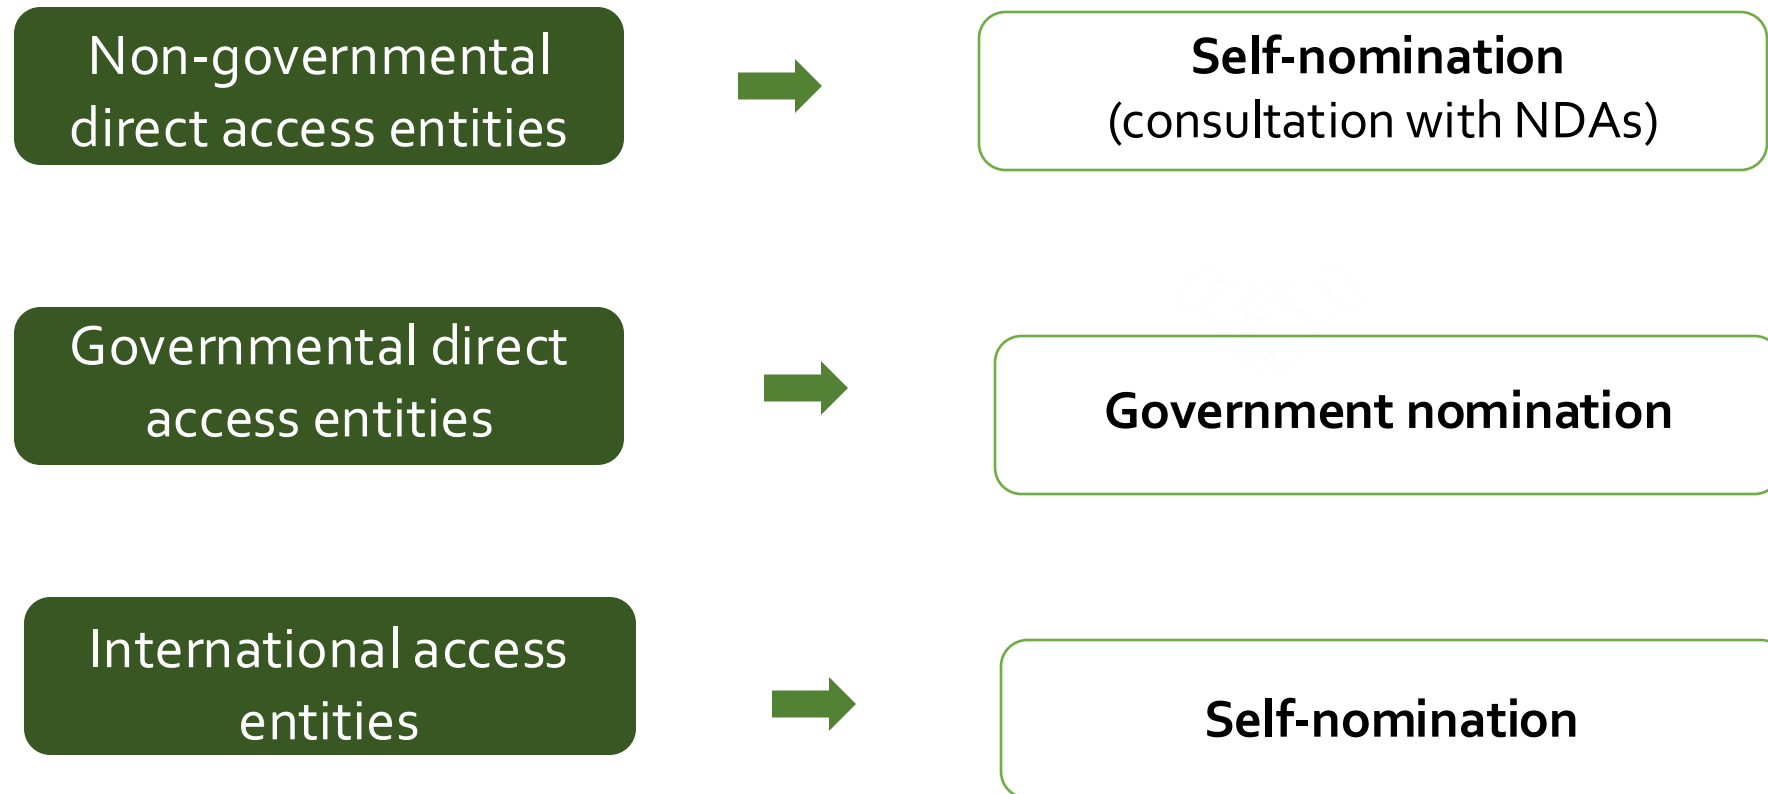 Non-governmental
direct access entities
Self-nomination
(consultation with NDAs)
Governmental direct
access entities
Government nomination
International access
entities
Self-nomination